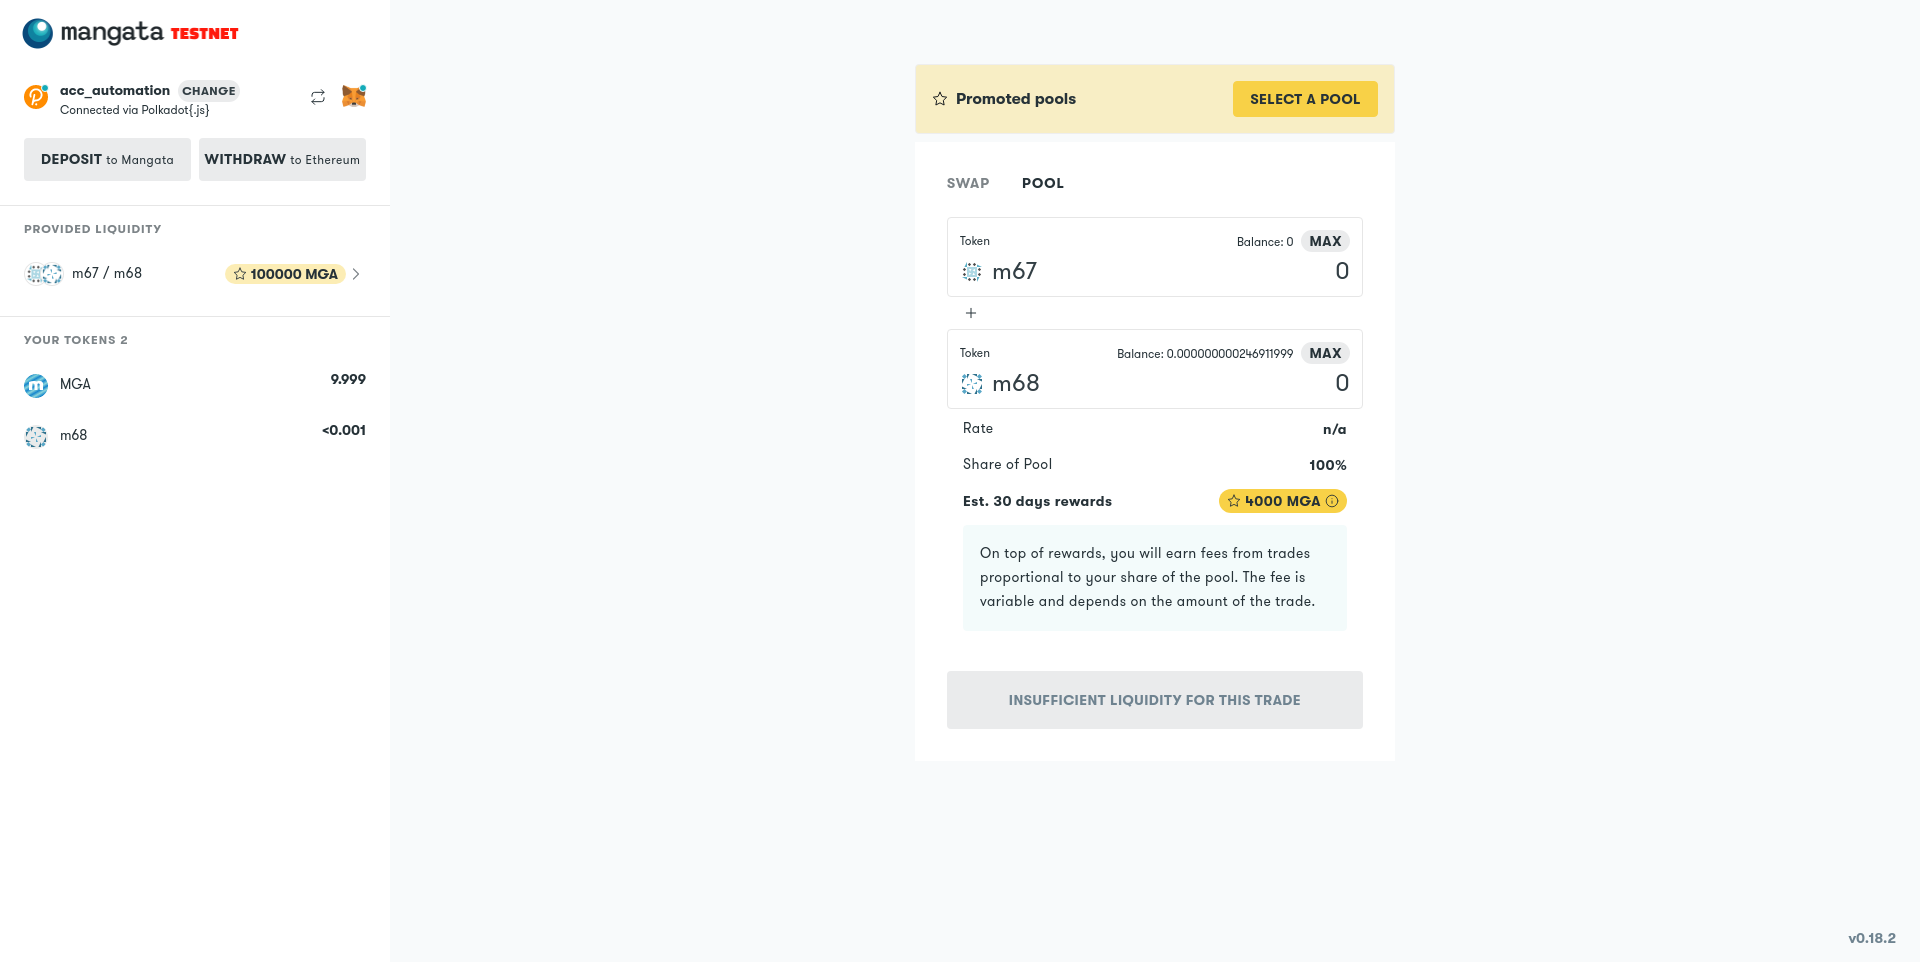 mangata TESTNET
acc_automation CHANGE
Connected via Polkadot{.js}
DEPOSIT to Mangata
WITHDRAW to Ethereum
PROVIDED LIQUIDITY
m67 / m68
100000 MGA
YOUR TOKENS 2
MGA
9.999
m68
<0.001
Promoted pools
SELECT A POOL
SWAP
POOL
Token
Balance: 0 MAX
m67
0
+
Token
Balance: 0.000000000246911999 MAX
m68
0
Rate
n/a
Share of Pool
100%
Est. 30 days rewards
4000 MGA
On top of rewards, you will earn fees from trades
proportional to your share of the pool. The fee is
variable and depends on the amount of the trade.
INSUFFICIENT LIQUIDITY FOR THIS TRADE
v0.18.2